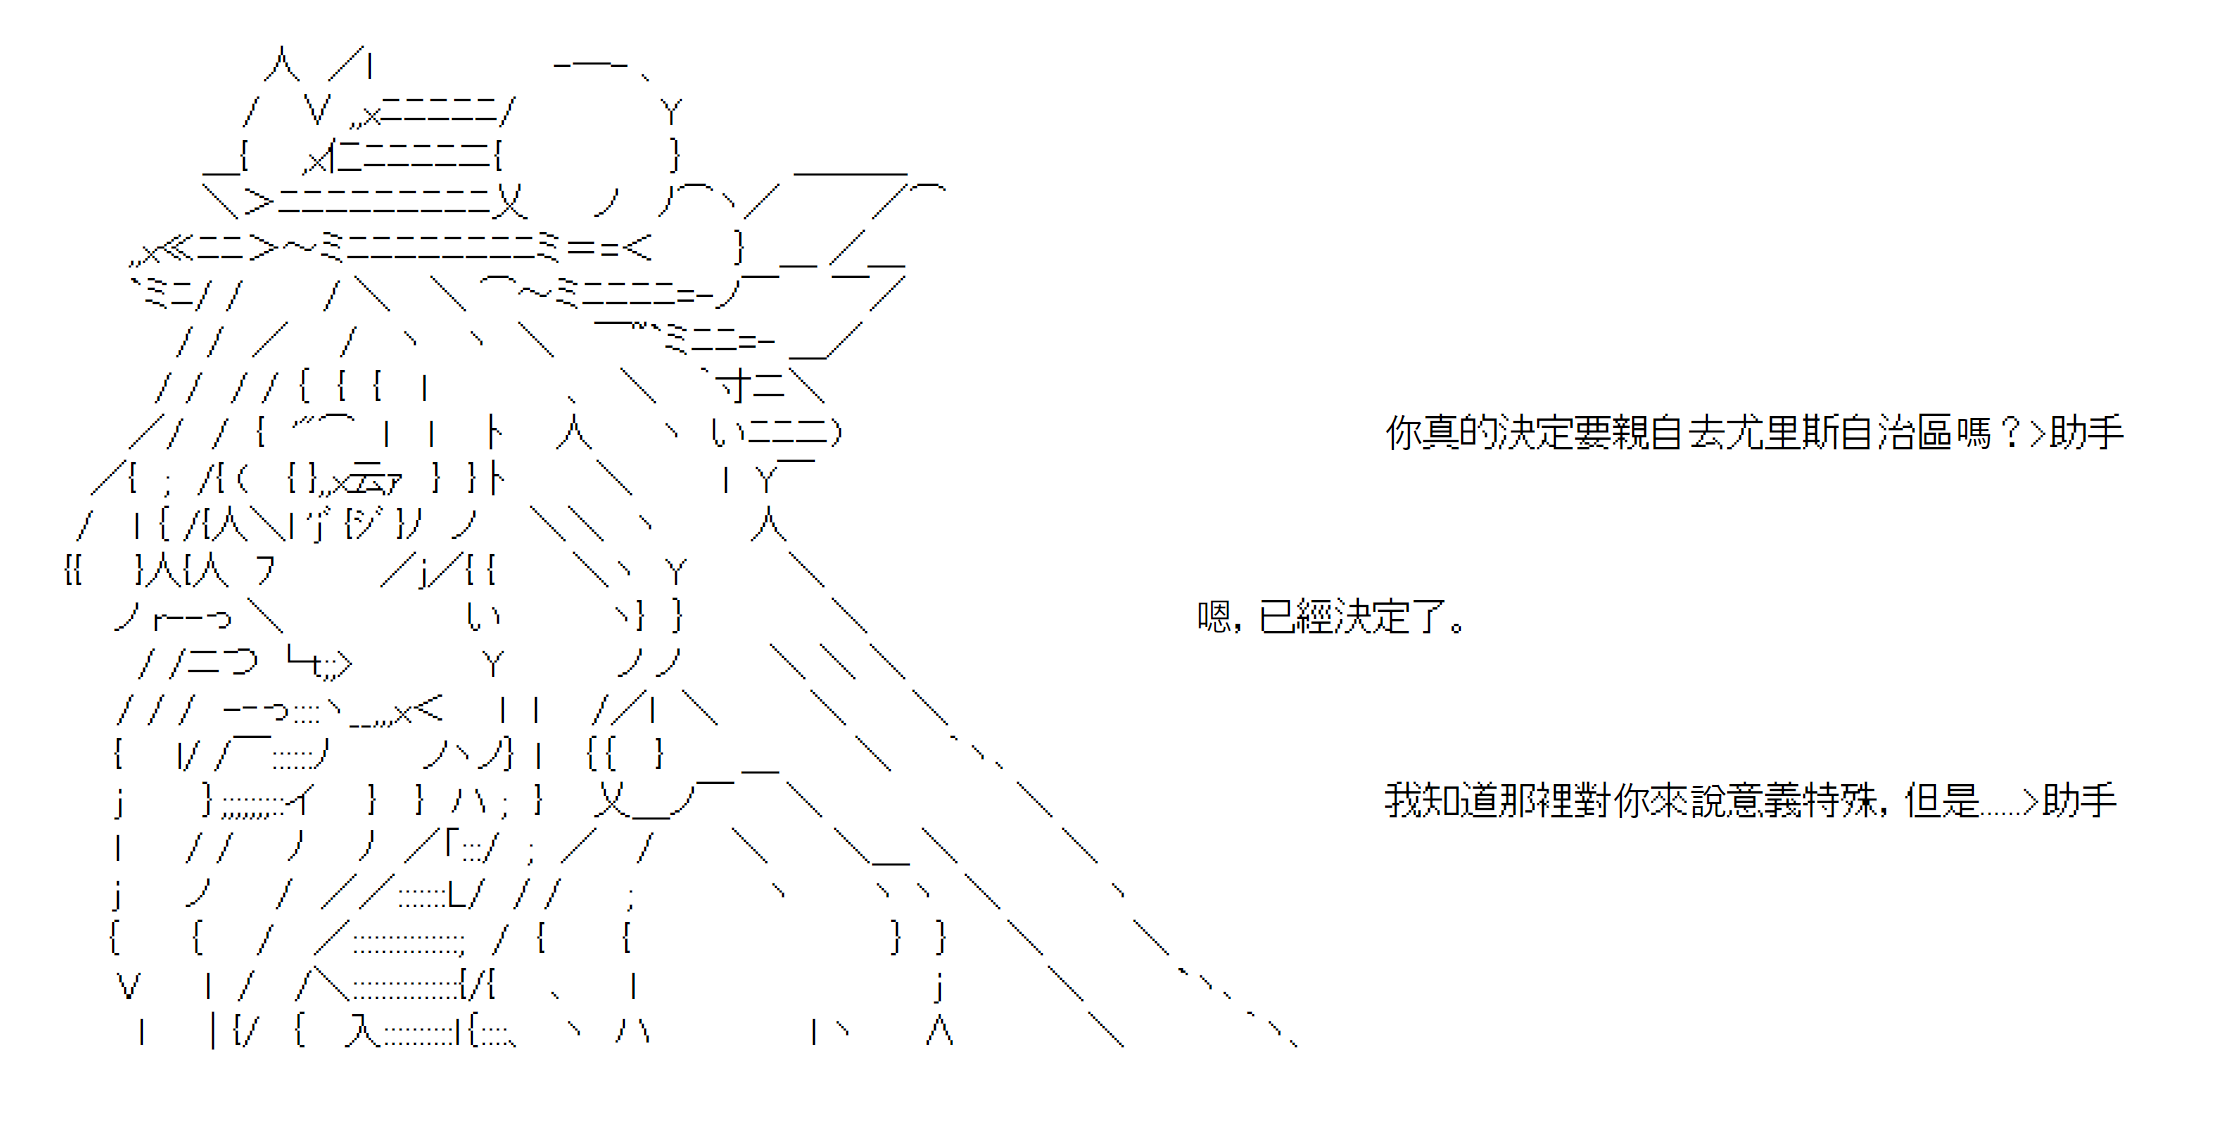 你真的決定要親自去尤里斯自治區嗎？>助手
嗯，已經決定了。
我知道那裡對你來說意義特殊，但是......>助手